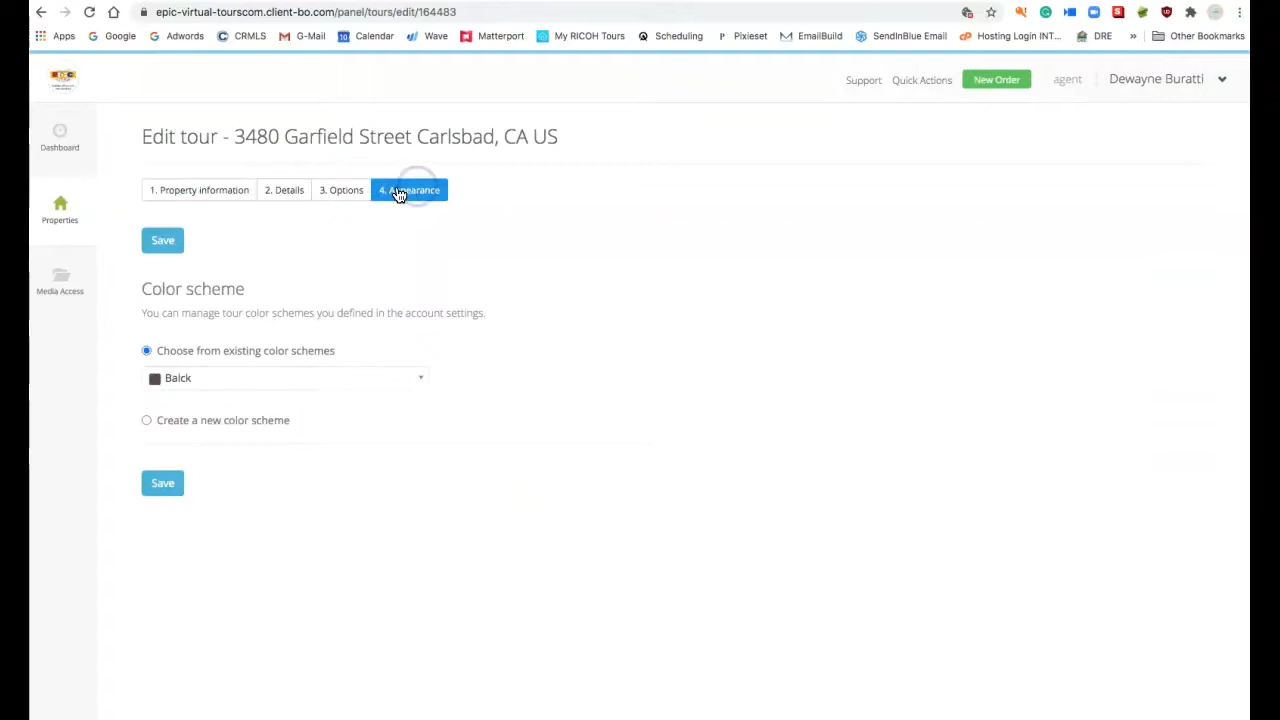 epic-virtual-tourscom.client-bo.com/panel/tours/edit/164483
Apps Google Adwords CRMLS G-Mail 10 Calendar Wave Matterport My RICOH Tours Scheduling P Pixieset EmailBuild SendInBlue Email cP Hosting Login INT... DRE » Other Bookmarks
Support Quick Actions New Order agent Dewayne Buratti
Dashboard
Properties
Media Access
Edit tour - 3480 Garfield Street Carlsbad, CA US
1. Property information 2. Details 3. Options 4. Appearance
Save
Color scheme
You can manage tour color schemes you defined in the account settings.
Choose from existing color schemes
Balck
Create a new color scheme
Save